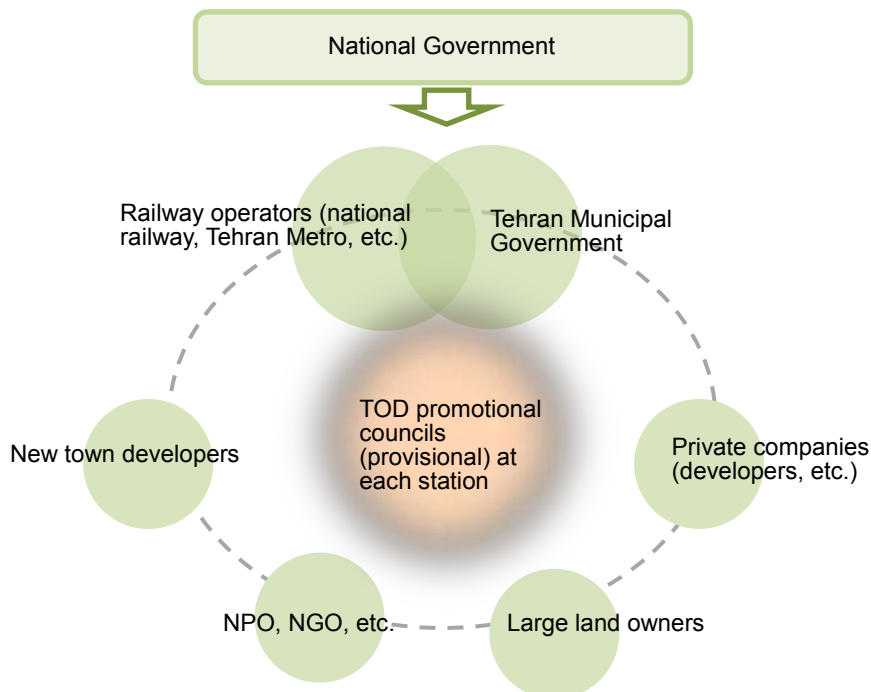 National Government
Railway operators (national
railway, Tehran Metro, etc.)
Tehran Municipal
Government
TOD promotional
councils
(provisional) at
each station
New town developers
Private companies
(developers, etc.)
NPO, NGO, etc.
Large land owners